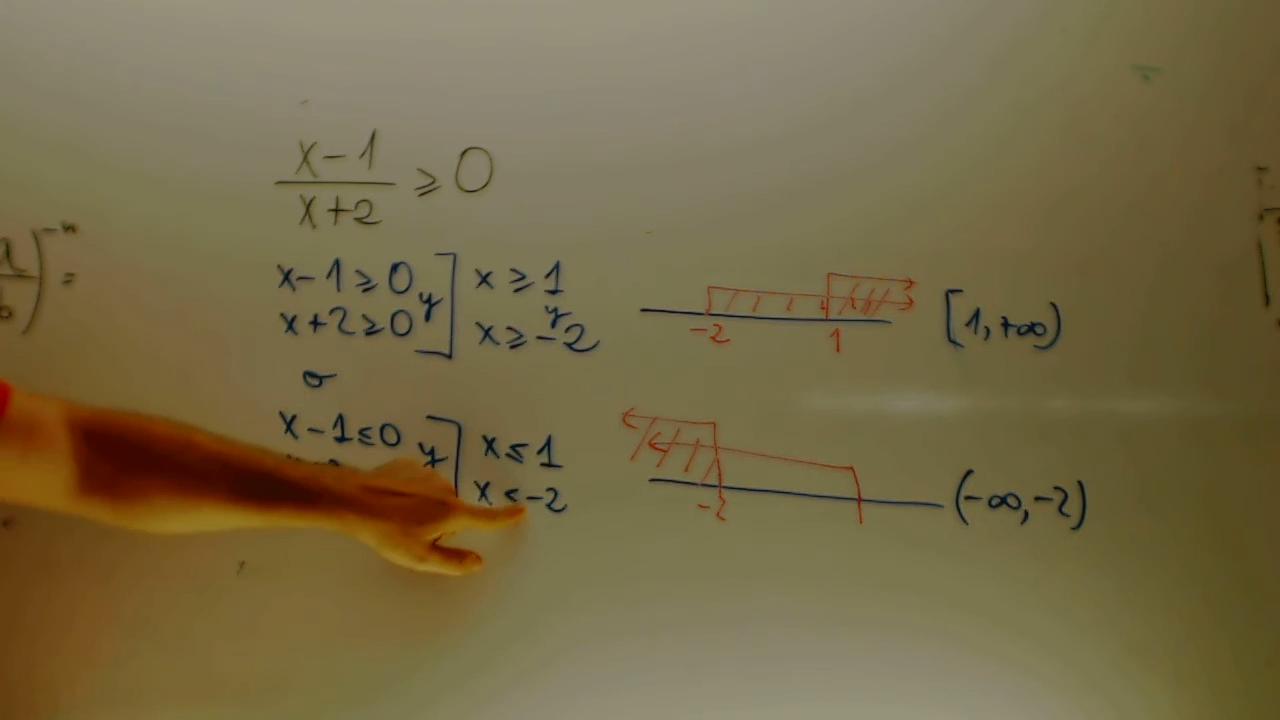 x-1
x+2
≥ 0
x-1≥0
x+2≥0
y
x≥1
y
x≥-2
-2
1
[1,+∞)
o
x-1≤0
y
x≤1
x<-2
-2
(-∞,-2)